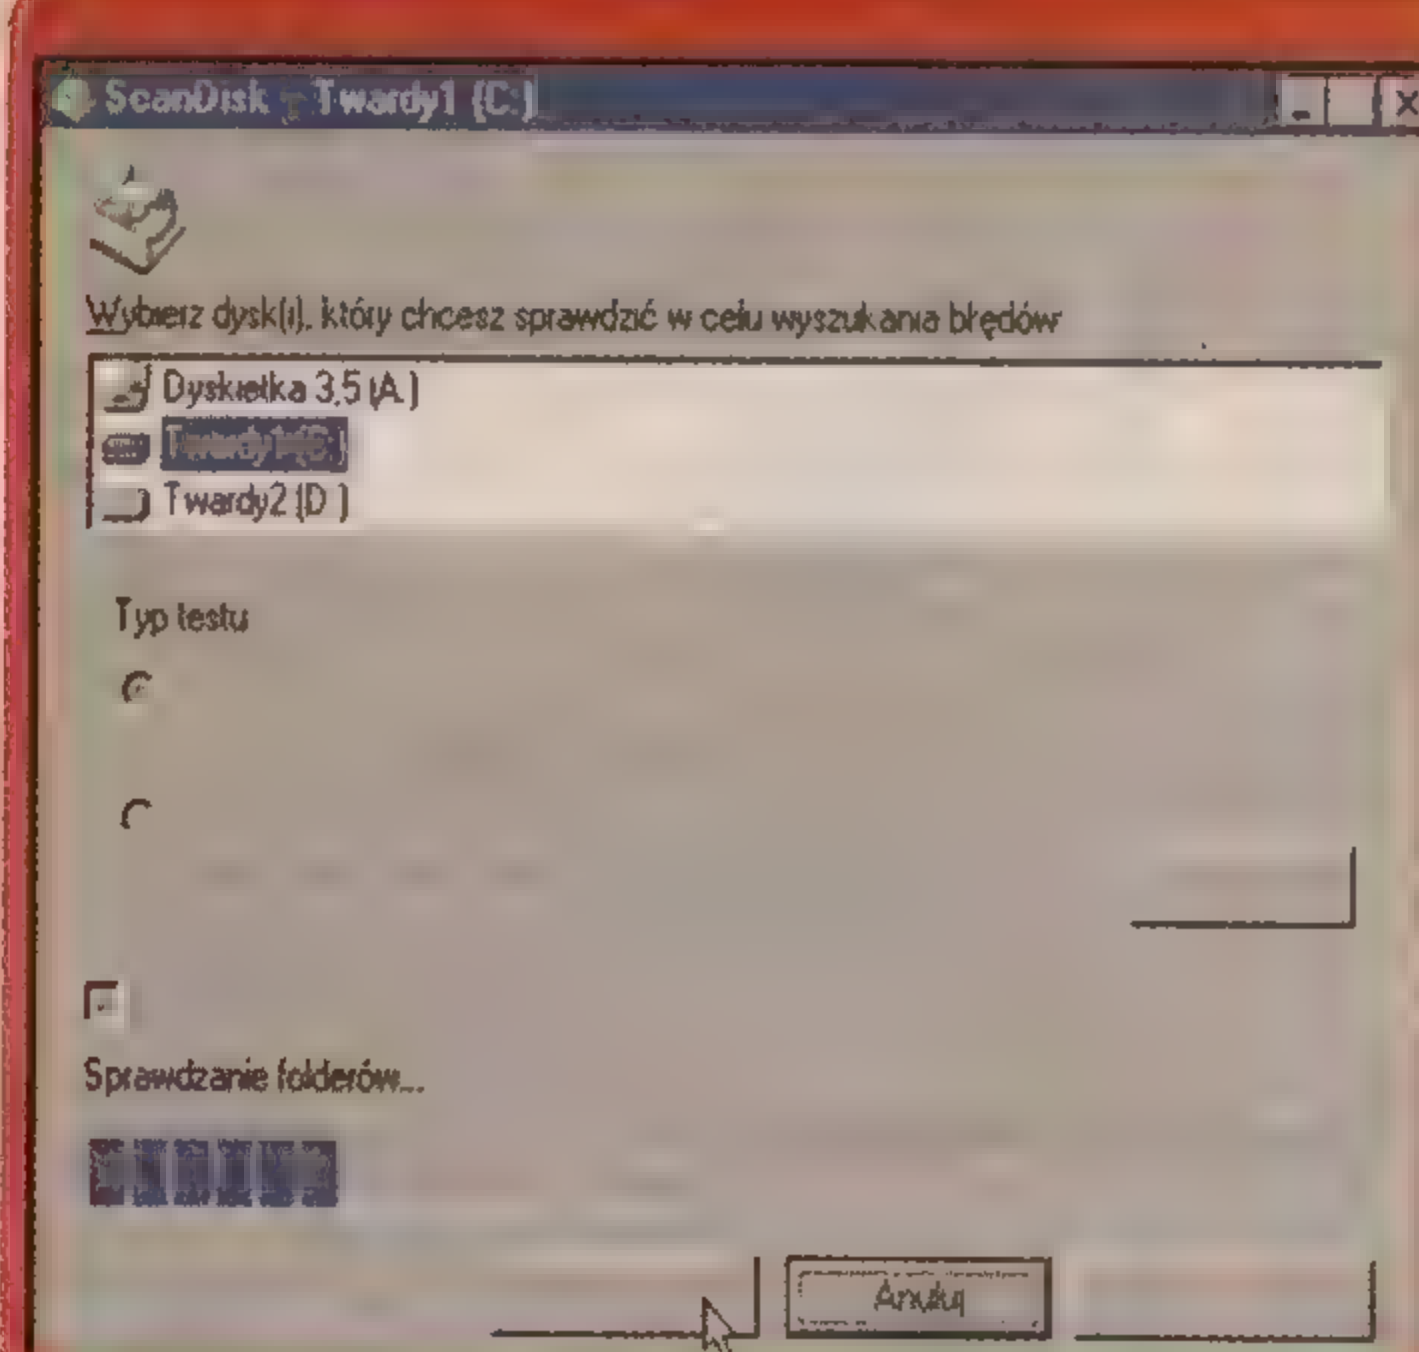 ScanDisk - Twardy1 (C:)
Wybierz dysk(i), który chcesz sprawdzić w celu wyszukania błędów
Dyskietka 3,5 (A:)
Twardy1 (C:)
Twardy2 (D:)
Typ testu
Sprawdzanie folderów...
Anuluj